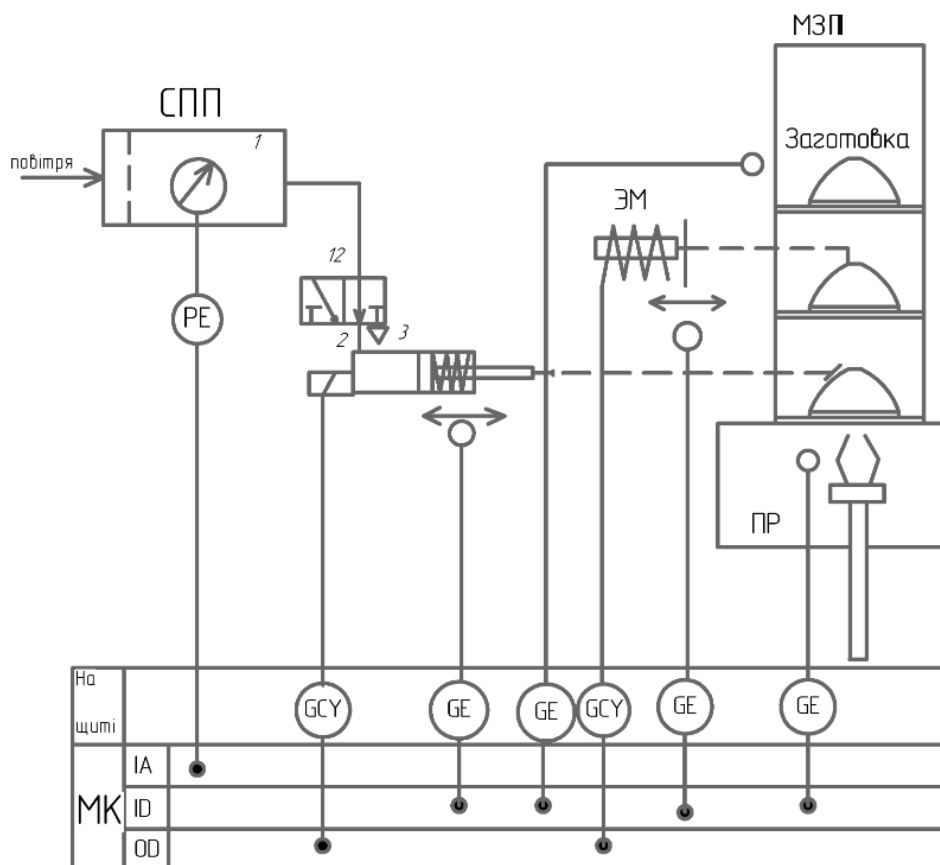 МЗП
СПП
1
повітря
Заготовка
ЭМ
12
PE
2
3
ПР
На
щиті
GCY
GE
GE
GCY
GE
GE
МК
IA
ID
OD